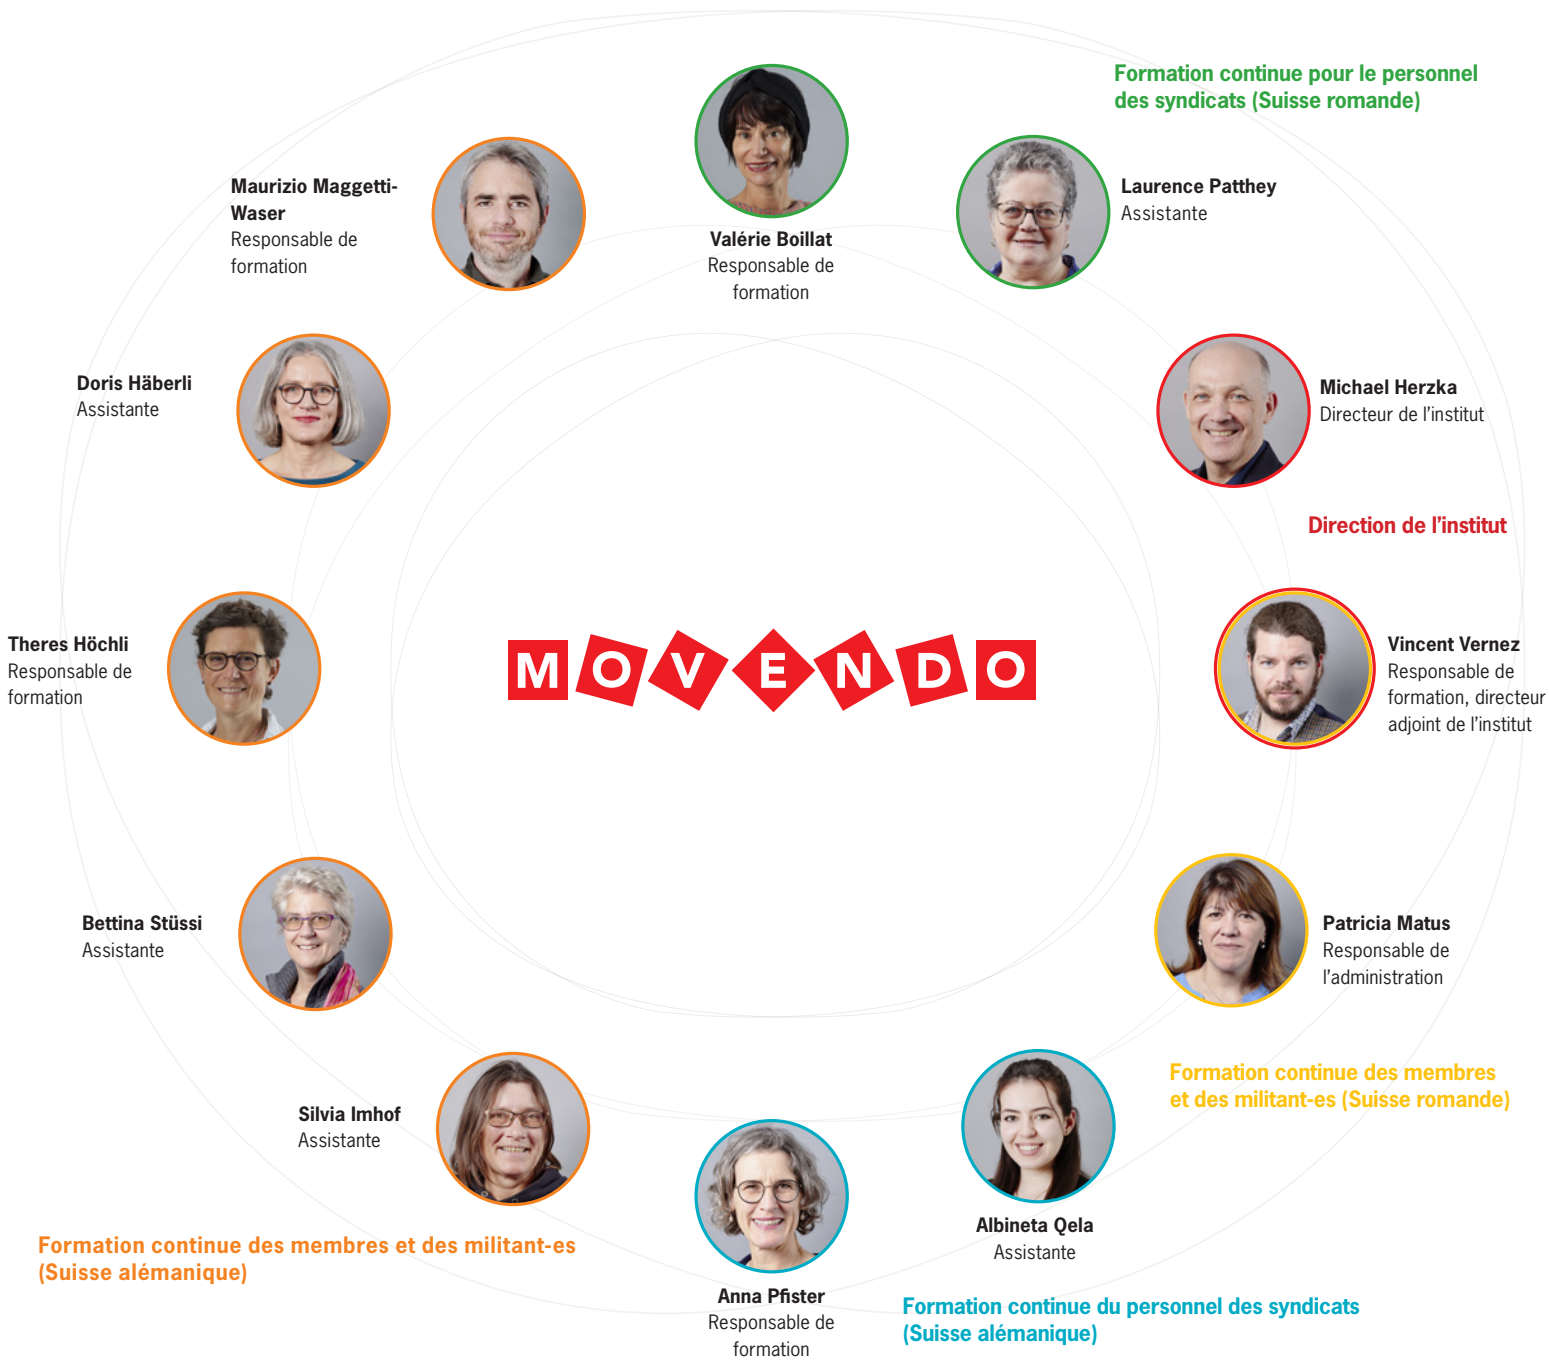 Formation continue pour le personnel
des syndicats (Suisse romande)
Maurizio Maggetti-
Waser
Responsable de
formation
Valérie Boillat
Responsable de
formation
Laurence Patthey
Assistante
Doris Häberli
Assistante
Michael Herzka
Directeur de l’institut
Direction de l’institut
Theres Höchli
Responsable de
formation
MOVENDO
Vincent Vernez
Responsable de
formation, directeur
adjoint de l’institut
Bettina Stüssi
Assistante
Patricia Matus
Responsable de
l’administration
Formation continue des membres
et des militant-es (Suisse romande)
Silvia Imhof
Assistante
Albineta Qela
Assistante
Formation continue des membres et des militant-es
(Suisse alémanique)
Anna Pfister
Responsable de
formation
Formation continue du personnel des syndicats
(Suisse alémanique)